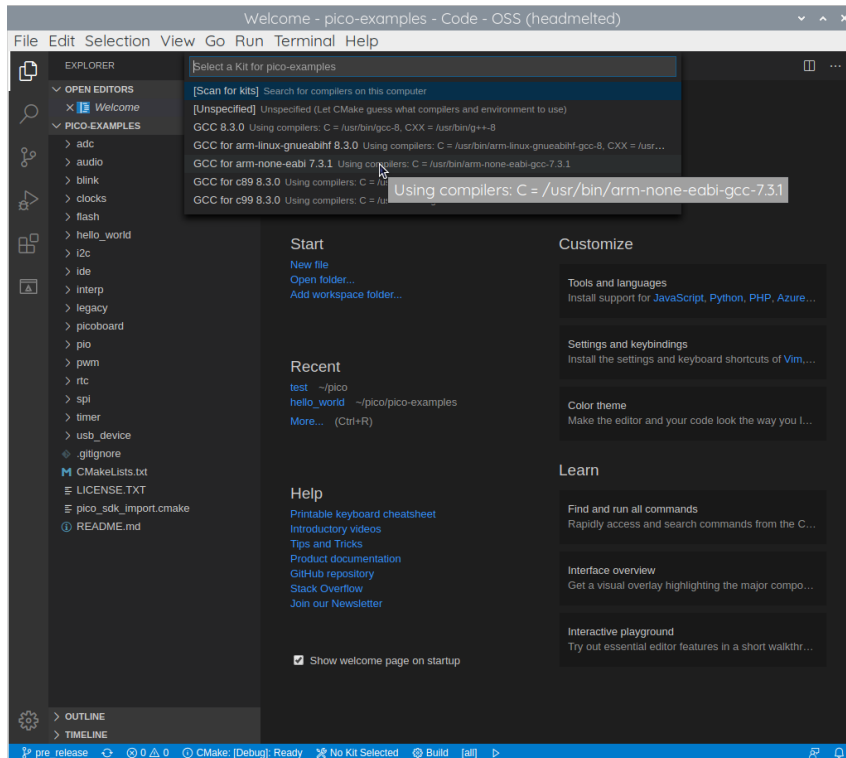 Welcome - pico-examples - Code - OSS (headmelted)
File Edit Selection View Go Run Terminal Help
EXPLORER
OPEN EDITORS
Welcome
PICO-EXAMPLES
adc
audio
blink
clocks
flash
hello_world
i2c
ide
interp
legacy
picoboard
pio
pwm
rtc
spi
timer
usb_device
.gitignore
CMakeLists.txt
LICENSE.TXT
pico_sdk_import.cmake
README.md
OUTLINE
TIMELINE
Select a Kit for pico-examples
[Scan for kits] Search for compilers on this computer
[Unspecified] Unspecified (Let CMake guess what compilers and environment to use)
GCC 8.3.0 Using compilers: C = /usr/bin/gcc-8, CXX = /usr/bin/g++-8
GCC for arm-linux-gnueabihf 8.3.0 Using compilers: C = /usr/bin/arm-linux-gnueabihf-gcc-8, CXX = /usr...
GCC for arm-none-eabi 7.3.1 Using compilers: C = /usr/bin/arm-none-eabi-gcc-7.3.1
GCC for c89 8.3.0 Using compilers: C = /us
Using compilers: C = /usr/bin/arm-none-eabi-gcc-7.3.1
GCC for c99 8.3.0 Using compilers: C = /us
Start
New file
Open folder...
Add workspace folder...
Recent
test ~/pico
hello_world ~/pico/pico-examples
More... (Ctrl+R)
Help
Printable keyboard cheatsheet
Introductory videos
Tips and Tricks
Product documentation
GitHub repository
Stack Overflow
Join our Newsletter
Show welcome page on startup
Customize
Tools and languages
Install support for JavaScript, Python, PHP, Azure...
Settings and keybindings
Install the settings and keyboard shortcuts of Vim,...
Color theme
Make the editor and your code look the way you l...
Learn
Find and run all commands
Rapidly access and search commands from the C...
Interface overview
Get a visual overlay highlighting the major compo...
Interactive playground
Try out essential editor features in a short walkthr...
pre_release 0 0 CMake: [Debug]: Ready No Kit Selected Build [all]